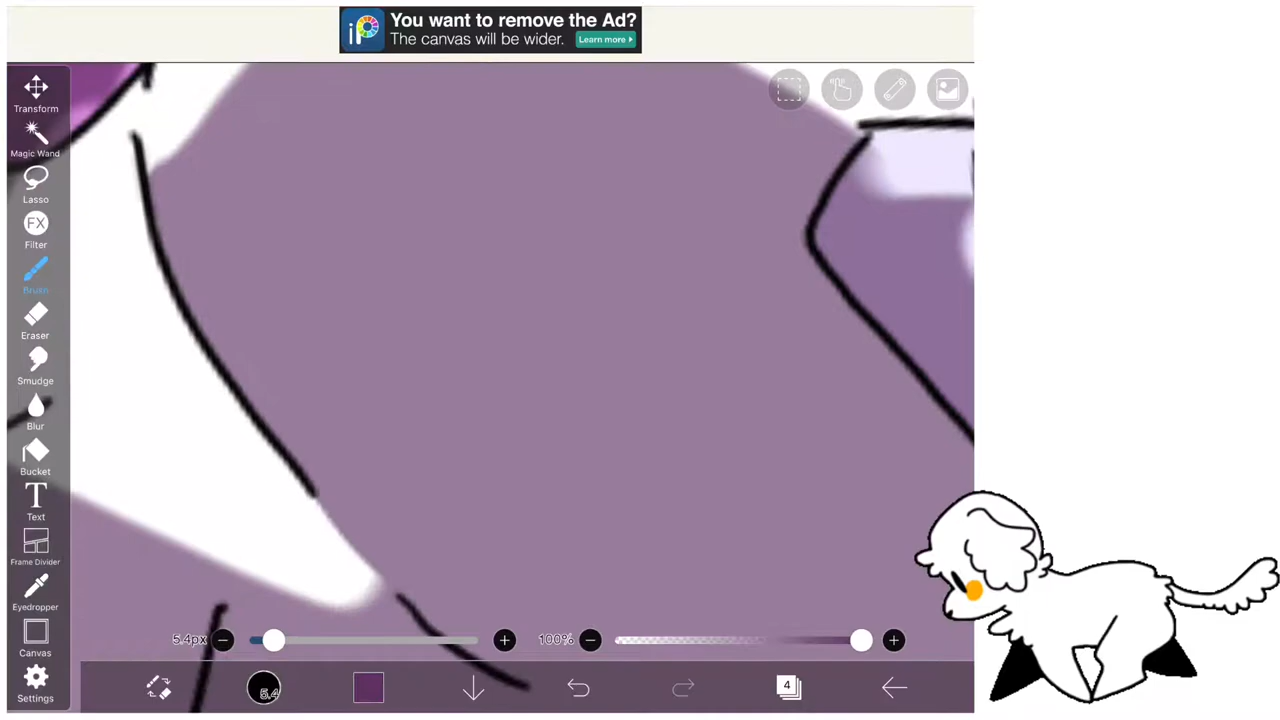 iP
You want to remove the Ad?
The canvas will be wider.
Learn more
Transform
Magic Wand
Lasso
FX
Filter
Brush
Eraser
Smudge
Blur
Bucket
T
Text
Frame Divider
Eyedropper
Canvas
Settings
5.4px
100%
5.4
4